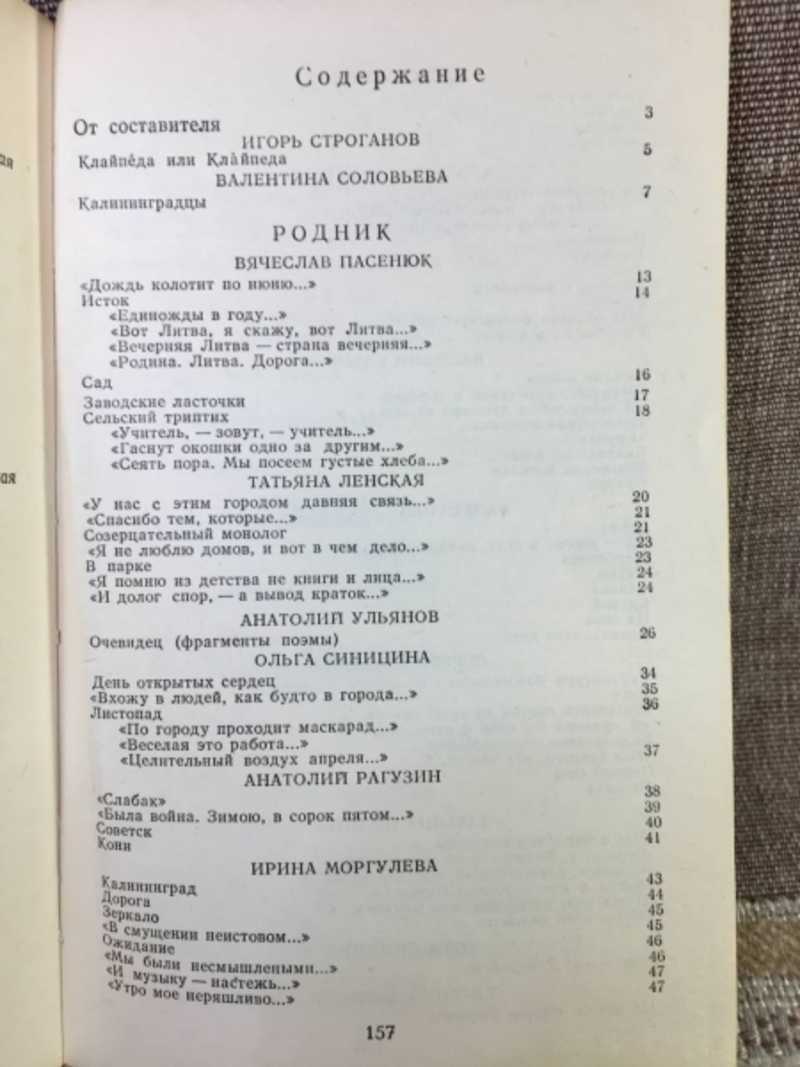 ая
ая
Содержание
От составителя 3
ИГОРЬ СТРОГАНОВ
Клайпе́да или Кла́йпеда 5
ВАЛЕНТИНА СОЛОВЬЕВА
Калининградцы 7
РОДНИК
ВЯЧЕСЛАВ ПАСЕНЮК
«Дождь колотит по июню...» 13
Исток 14
«Единожды в году...»
«Вот Литва, я скажу, вот Литва...»
«Вечерняя Литва — страна вечерняя...»
«Родина. Литва. Дорога...»
Сад 16
Заводские ласточки 17
Сельский триптих 18
«Учитель, — зовут, — учитель...»
«Гаснут окошки одно за другим...»
«Сеять пора. Мы посеем густые хлеба...»
ТАТЬЯНА ЛЕНСКАЯ
«У нас с этим городом давняя связь...» 20
«Спасибо тем, которые...» 21
Созерцательный монолог 21
«Я не люблю домов, и вот в чем дело...» 23
В парке 23
«Я помню из детства не книги и лица...» 24
«И долог спор, — а вывод краток...» 24
АНАТОЛИЙ УЛЬЯНОВ
Очевидец (фрагменты поэмы) 26
ОЛЬГА СИНИЦИНА
День открытых сердец 34
«Вхожу в людей, как будто в города...» 35
Листопад 36
«По городу проходит маскарад...»
«Веселая это работа...»
«Целительный воздух апреля...» 37
АНАТОЛИЙ РАГУЗИН
«Слабак» 38
«Была война. Зимою, в сорок пятом...» 39
Советск 40
Кони 41
ИРИНА МОРГУЛЕВА
Калининград 43
Дорога 44
Зеркало 45
«В смущении неистовом...» 45
Ожидание 46
«Мы были несмышлеными...» 46
«И музыку — настежь...» 47
«Утро мое неряшливо...» 47
157